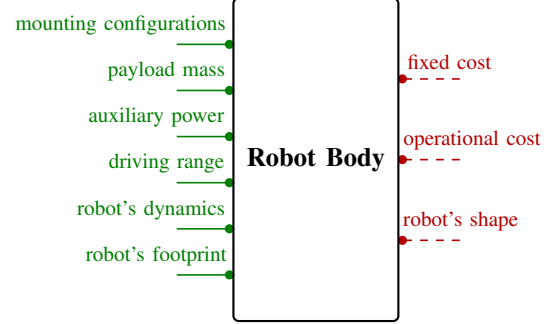 mounting configurations
payload mass
auxiliary power
driving range
robot's dynamics
robot's footprint
Robot Body
fixed cost
operational cost
robot's shape